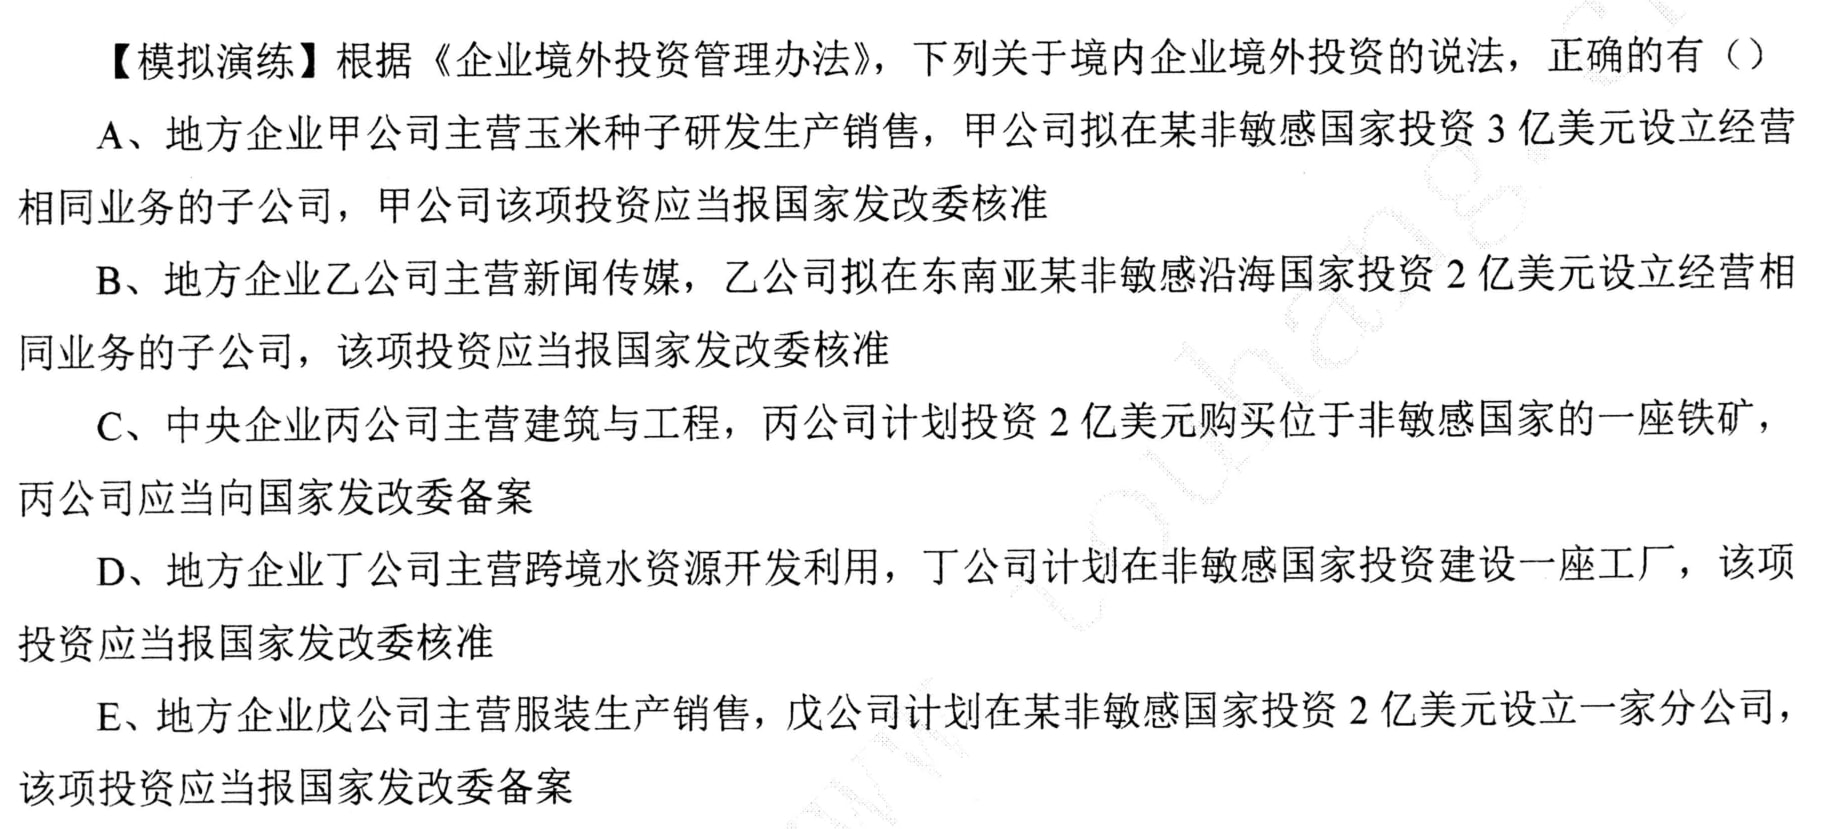 【模拟演练】根据《企业境外投资管理办法》，下列关于境内企业境外投资的说法，正确的有（）
A、地方企业甲公司主营玉米种子研发生产销售，甲公司拟在某非敏感国家投资 3 亿美元设立经营
相同业务的子公司，甲公司该项投资应当报国家发改委核准
B、地方企业乙公司主营新闻传媒，乙公司拟在东南亚某非敏感沿海国家投资 2 亿美元设立经营相
同业务的子公司，该项投资应当报国家发改委核准
C、中央企业丙公司主营建筑与工程，丙公司计划投资 2 亿美元购买位于非敏感国家的一座铁矿，
丙公司应当向国家发改委备案
D、地方企业丁公司主营跨境水资源开发利用，丁公司计划在非敏感国家投资建设一座工厂，该项
投资应当报国家发改委核准
E、地方企业戊公司主营服装生产销售，戊公司计划在某非敏感国家投资 2 亿美元设立一家分公司，
该项投资应当报国家发改委备案